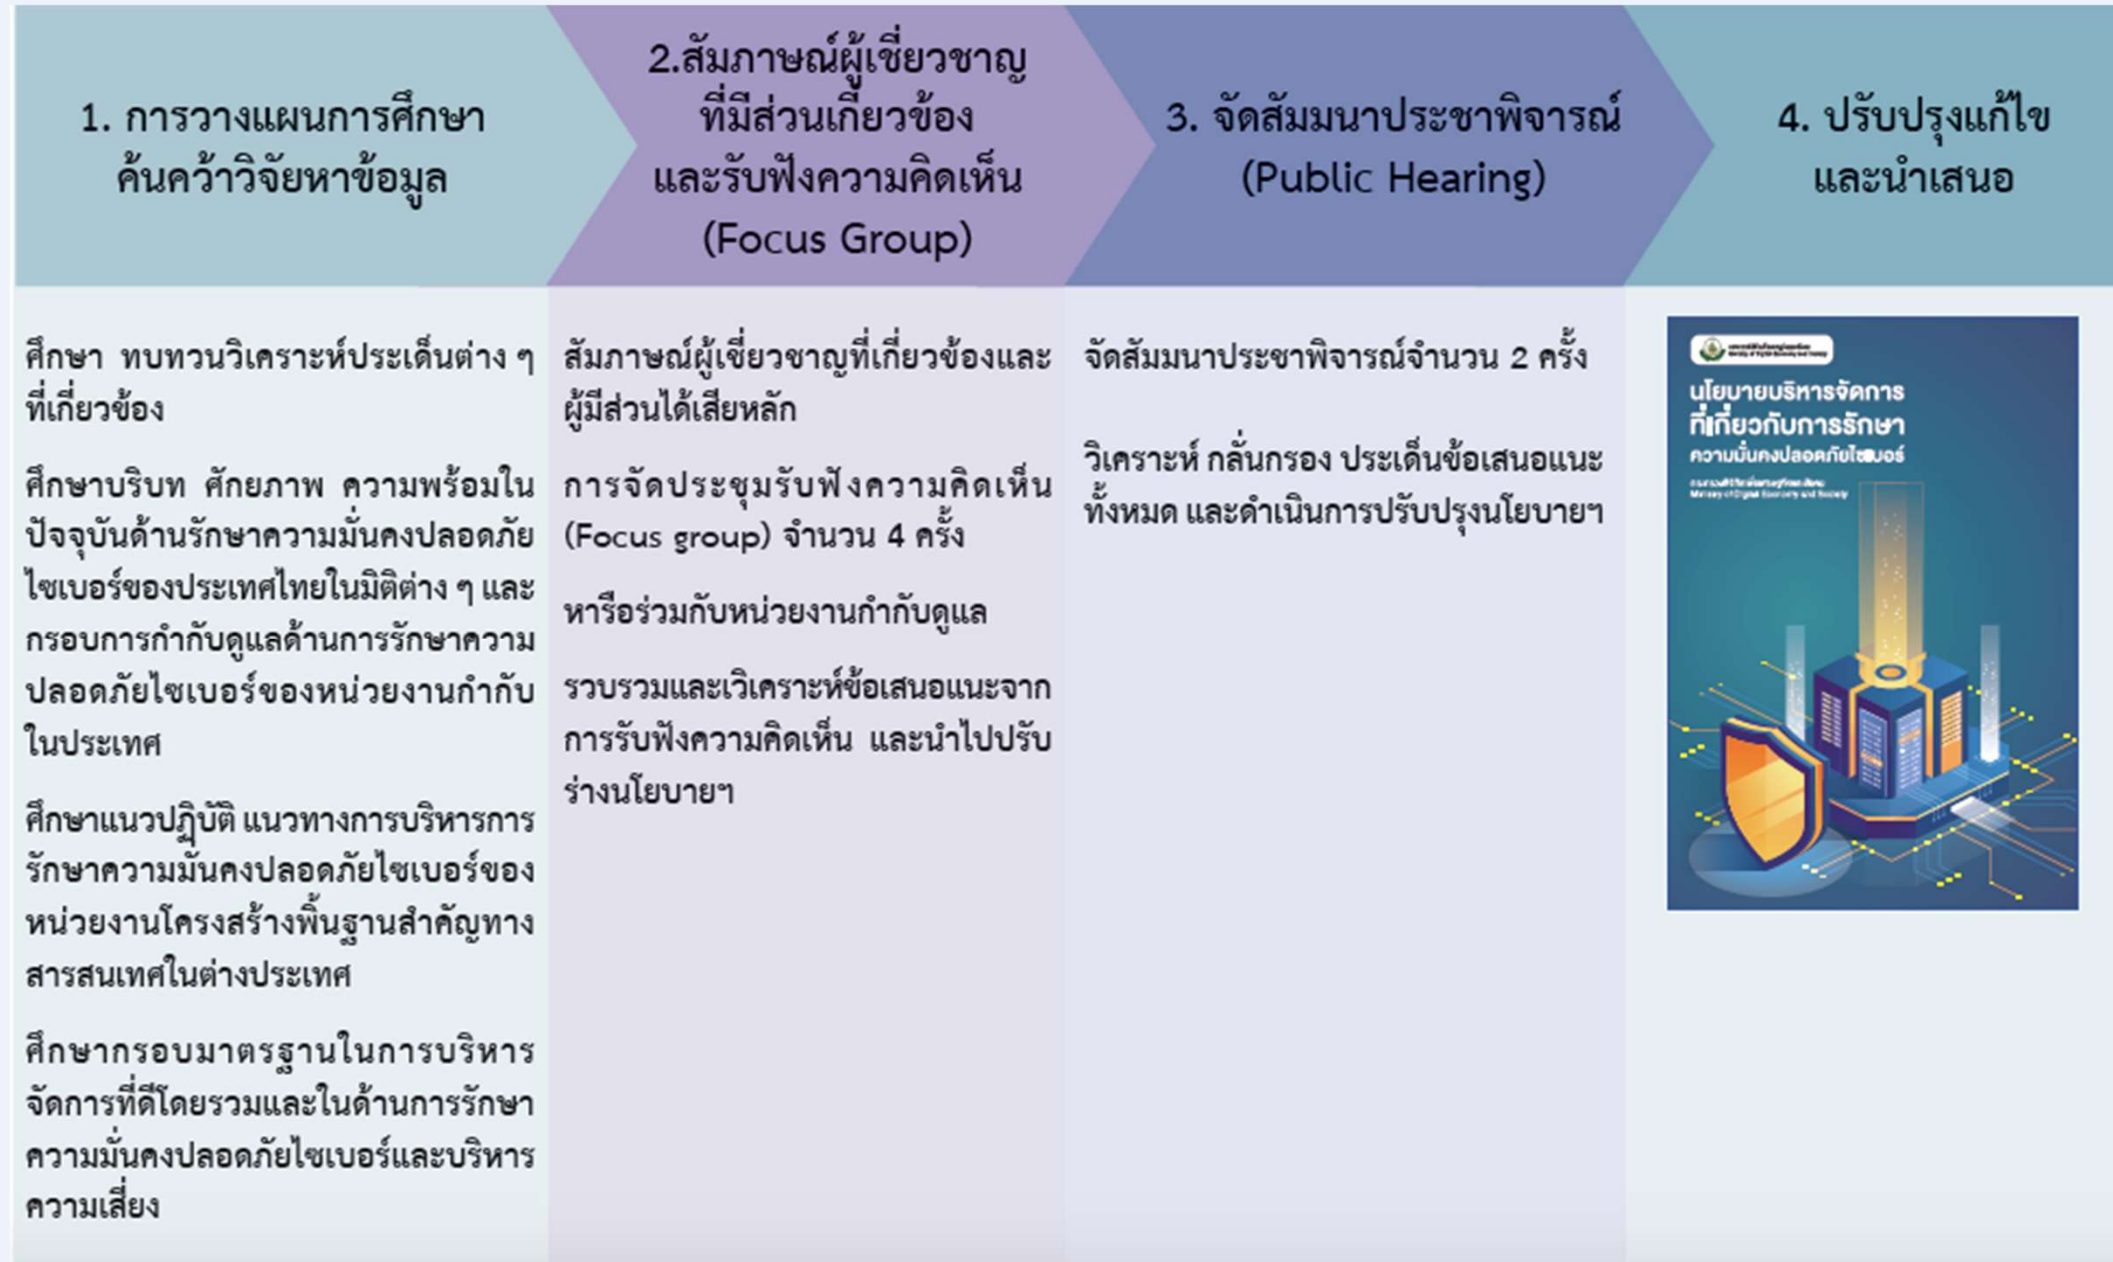 1. การวางแผนการศึกษา
ค้นคว้าวิจัยหาข้อมูล
2.สัมภาษณ์ผู้เชี่ยวชาญ
ที่มีส่วนเกี่ยวข้อง
และรับฟังความคิดเห็น
(Focus Group)
3. จัดสัมมนาประชาพิจารณ์
(Public Hearing)
4. ปรับปรุงแก้ไข
และนำเสนอ
ศึกษา ทบทวนวิเคราะห์ประเด็นต่าง ๆ
ที่เกี่ยวข้อง
ศึกษาบริบท ศักยภาพ ความพร้อมใน
ปัจจุบันด้านรักษาความมั่นคงปลอดภัย
ไซเบอร์ของประเทศไทยในมิติต่าง ๆ และ
กรอบการกำกับดูแลด้านการรักษาความ
ปลอดภัยไซเบอร์ของหน่วยงานกำกับ
ในประเทศ
ศึกษาแนวปฏิบัติ แนวทางการบริหารการ
รักษาความมั่นคงปลอดภัยไซเบอร์ของ
หน่วยงานโครงสร้างพื้นฐานสำคัญทาง
สารสนเทศในต่างประเทศ
ศึกษากรอบมาตรฐานในการบริหาร
จัดการที่ดีโดยรวมและในด้านการรักษา
ความมั่นคงปลอดภัยไซเบอร์และบริหาร
ความเสี่ยง
สัมภาษณ์ผู้เชี่ยวชาญที่เกี่ยวข้องและ
ผู้มีส่วนได้เสียหลัก
การจัดประชุมรับฟังความคิดเห็น
(Focus group) จำนวน 4 ครั้ง
หารือร่วมกับหน่วยงานกำกับดูแล
รวบรวมและเวิเคราะห์ข้อเสนอแนะจาก
การรับฟังความคิดเห็น และนำไปปรับ
ร่างนโยบายฯ
จัดสัมมนาประชาพิจารณ์จำนวน 2 ครั้ง
วิเคราะห์ กลั่นกรอง ประเด็นข้อเสนอแนะ
ทั้งหมด และดำเนินการปรับปรุงนโยบายฯ
นโยบายบริหารจัดการ
ที่เกี่ยวกับการรักษา
ความมั่นคงปลอดภัยไซเบอร์
กระทรวงดิจิทัลเพื่อเศรษฐกิจและสังคม
Ministry of Digital Economy and Society